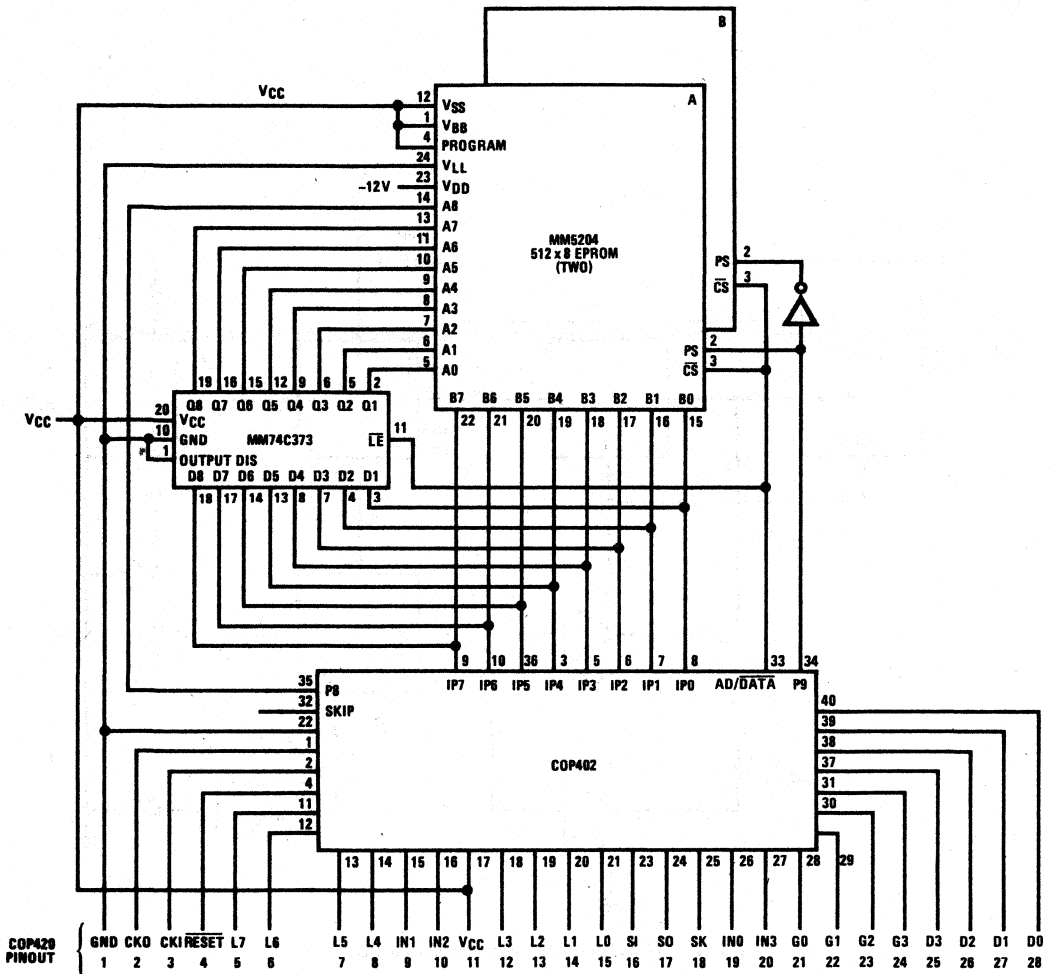 B
A
VCC
12 VSS
1 VBB
4 PROGRAM
24 VLL
-12V 23 VDD
14 A8
13 A7
11 A6
10 A5
9 A4
8 A3
7 A2
6 A1
5 A0
MM5204
512 x 8 EPROM
(TWO)
PS 2
CS 3
PS 2
CS 3
B7 B6 B5 B4 B3 B2 B1 B0
22 21 20 19 18 17 16 15
19 16 15 12 9 6 5 2
Q8 Q7 Q6 Q5 Q4 Q3 Q2 Q1
VCC 20 VCC
10 GND
1 OUTPUT DIS
MM74C373
LE 11
D8 D7 D6 D5 D4 D3 D2 D1
18 17 14 13 8 7 4 3
9 10 36 3 5 6 7 8 33 34
IP7 IP6 IP5 IP4 IP3 IP2 IP1 IP0 AD/DATA P9
35 P8
32 SKIP
22
1
2
4
11
12
COP402
40
39
38
37
31
30
29
13 14 15 16 17 18 19 20 21 23 24 25 26 27 28
COP420
PINOUT
GND CKO CKI RESET L7 L6 L5 L4 IN1 IN2 VCC L3 L2 L1 L0 SI SO SK IN0 IN3 G0 G1 G2 G3 D3 D2 D1 D0
1 2 3 4 5 6 7 8 9 10 11 12 13 14 15 16 17 18 19 20 21 22 23 24 25 26 27 28